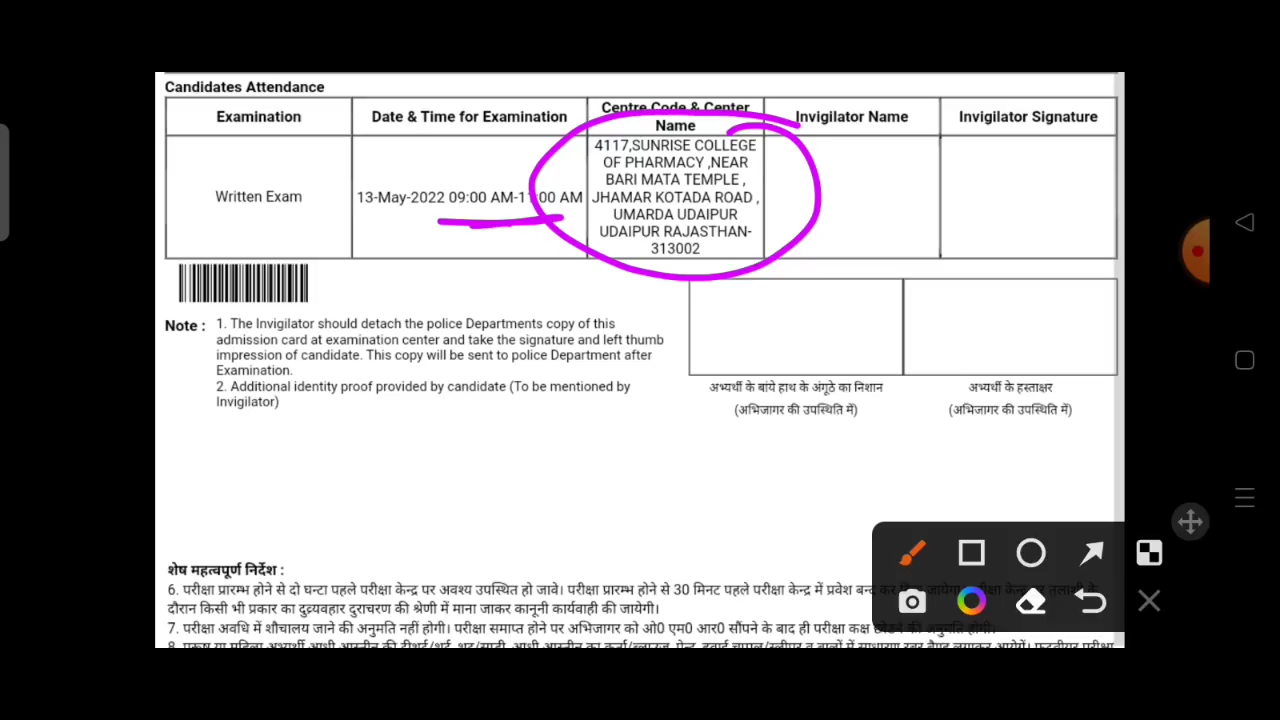 Candidates Attendance
Examination
Date & Time for Examination
Centre Code & Center
Name
Invigilator Name
Invigilator Signature
Written Exam
13-May-2022 09:00 AM-11:00 AM
4117,SUNRISE COLLEGE
OF PHARMACY ,NEAR
BARI MATA TEMPLE ,
JHAMAR KOTADA ROAD ,
UMARDA UDAIPUR
UDAIPUR RAJASTHAN-
313002
Note :
1. The Invigilator should detach the police Departments copy of this
admission card at examination center and take the signature and left thumb
impression of candidate. This copy will be sent to police Department after
Examination.
2. Additional identity proof provided by candidate (To be mentioned by
Invigilator)
अभ्यर्थी के बांये हाथ के अंगूठे का निशान
(अभिजागर की उपस्थिति में)
अभ्यर्थी के हस्ताक्षर
(अभिजागर की उपस्थिति में)
शेष महत्वपूर्ण निर्देश :
6. परीक्षा प्रारम्भ होने से दो घन्टा पहले परीक्षा केन्द्र पर अवश्य उपस्थित हो जावे। परीक्षा प्रारम्भ होने से 30 मिनट पहले परीक्षा केन्द्र में प्रवेश बन्द कर दिया जायेगा। परीक्षा केन्द्र पर तलाशी के
दौरान किसी भी प्रकार का दुव्यवहार दुराचरण की श्रेणी में माना जाकर कानूनी कार्यवाही की जायेगी।
7. परीक्षा अवधि में शौचालय जाने की अनुमति नहीं होगी। परीक्षा समाप्त होने पर अभिजागर को ओ0 एम0 आर0 सौंपने के बाद ही परीक्षा कक्ष छोडने की अनुमति होगी।